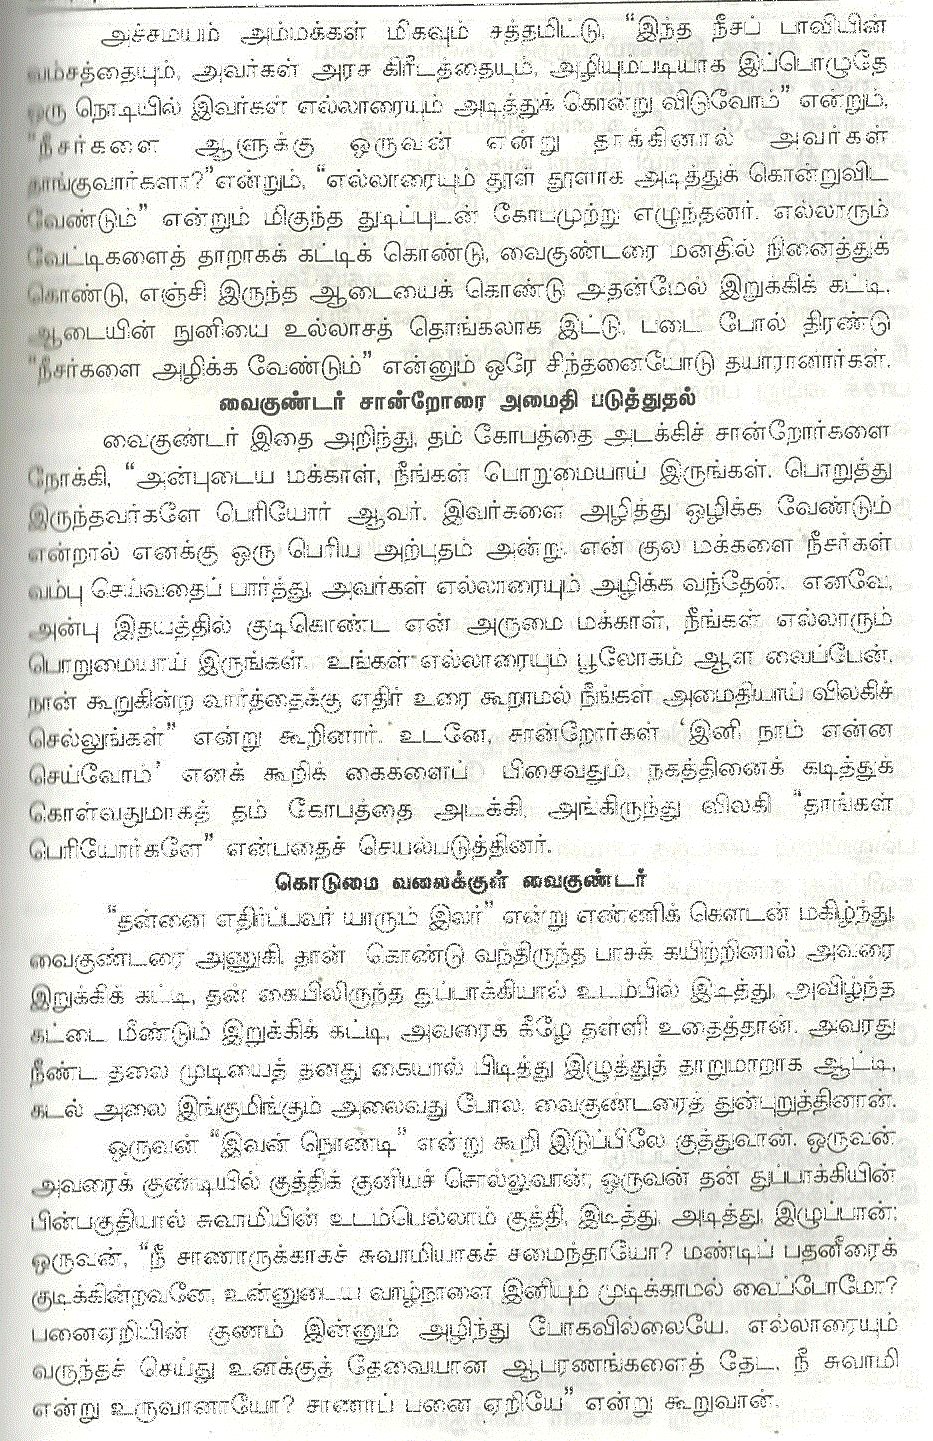 அச்சமயம் அம்மக்கள் மிகவும் சத்தமிட்டு, “இந்த நீசப் பாவியின்
வம்சத்தையும், அவர்கள் அரச கிரீடத்தையும், அழியும்படியாக இப்பொழுதே
ஒரு நொடியில் இவர்கள் எல்லாரையும் அடித்துக் கொன்று விடுவோம்” என்றும்,
“நீசர்களை ஆளுக்கு ஒருவன் என்று தாக்கினால் அவர்கள்
தாங்குவார்களா?”என்றும், “எல்லாரையும் தூள் தூளாக அடித்துக் கொன்றுவிட
வேண்டும்” என்றும் மிகுந்த துடிப்புடன் கோபமுற்று எழுந்தனர். எல்லாரும்
வேட்டிகளைத் தாறாகக் கட்டிக் கொண்டு, வைகுண்டரை மனதில் நினைத்துக்
கொண்டு, எஞ்சி இருந்த ஆடையைக் கொண்டு அதன்மேல் இறுக்கிக் கட்டி,
ஆடையின் நுனியை உல்லாசத் தொங்கலாக இட்டு, படை போல் திரண்டு
“நீசர்களை அழிக்க வேண்டும்” என்னும் ஒரே சிந்தனையோடு தயாரானார்கள்.
வைகுண்டர் சான்றோரை அமைதி படுத்துதல்
வைகுண்டர் இதை அறிந்து, தம் கோபத்தை அடக்கிச் சான்றோர்களை
நோக்கி, “அன்புடைய மக்காள், நீங்கள் பொறுமையாய் இருங்கள். பொறுத்து
இருந்தவர்களே பெரியோர் ஆவர். இவர்களை அழித்து ஒழிக்க வேண்டும்
என்றால் எனக்கு ஒரு பெரிய அற்புதம் அன்று. என் குல மக்களை நீசர்கள்
வம்பு செய்வதைப் பார்த்து, அவர்கள் எல்லாரையும் அழிக்க வந்தேன். எனவே,
அன்பு இதயத்தில் குடிகொண்ட என் அருமை மக்காள், நீங்கள் எல்லாரும்
பொறுமையாய் இருங்கள். உங்கள் எல்லாரையும் பூலோகம் ஆள வைப்பேன்.
நான் கூறுகின்ற வார்த்தைக்கு எதிர் உரை கூறாமல் நீங்கள் அமைதியாய் விலகிச்
செல்லுங்கள்” என்று கூறினார். உடனே, சான்றோர்கள் ‘இனி நாம் என்ன
செய்வோம்’ எனக் கூறிக் கைகளைப் பிசைவதும், நகத்தினைக் கடித்துக்
கொள்வதுமாகத் தம் கோபத்தை அடக்கி, அங்கிருந்து விலகி “தாங்கள்
பெரியோர்களே” என்பதைச் செயல்படுத்தினர்.
கொடுமை வலைக்குள் வைகுண்டர்
“தன்னை எதிர்ப்பவர் யாரும் இலர்” என்று எண்ணிக் சௌடன் மகிழ்ந்து,
வைகுண்டரை அணுகி, தான் கொண்டு வந்திருந்த பாசக் கயிற்றினால் அவரை
இறுக்கிக் கட்டி, தன் கையிலிருந்த துப்பாக்கியால் உடம்பில் இடித்து, அவிழ்ந்த
கட்டை மீண்டும் இறுக்கிக் கட்டி, அவரைக் கீழே தள்ளி உதைத்தான். அவரது
நீண்ட தலை முடியைத் தனது கையால் பிடித்து இழுத்துத் தாறுமாறாக ஆட்டி,
கடல் அலை இங்குமிங்கும் அலைவது போல, வைகுண்டரைத் துன்புறுத்தினான்.
ஒருவன் “இவன் நொண்டி” என்று கூறி இடுப்பிலே குத்துவான். ஒருவன்
அவரைக் குண்டியில் குத்திக் குனியச் சொல்லுவான்; ஒருவன் தன் துப்பாக்கியின்
பின்பகுதியால் சுவாமியின் உடம்பெல்லாம் குத்தி, இடித்து, அடித்து, இழுப்பான்;
ஒருவன், “நீ சாணாருக்காகச் சுவாமியாகச் சமைந்தாயோ? மண்டிப் பதனீரைக்
குடிக்கின்றவனே, உன்னுடைய வாழ்நாளை இனியும் முடிக்காமல் வைப்போமோ?
பனைஏறியின் குணம் இன்னும் அழிந்து போகவில்லையே. எல்லாரையும்
வருந்தச் செய்து உனக்குத் தேவையான ஆபரணங்களைத் தேட, நீ சுவாமி
என்று உருவானாயோ? சாணாப் பனை ஏறியே” என்று கூறுவான்.